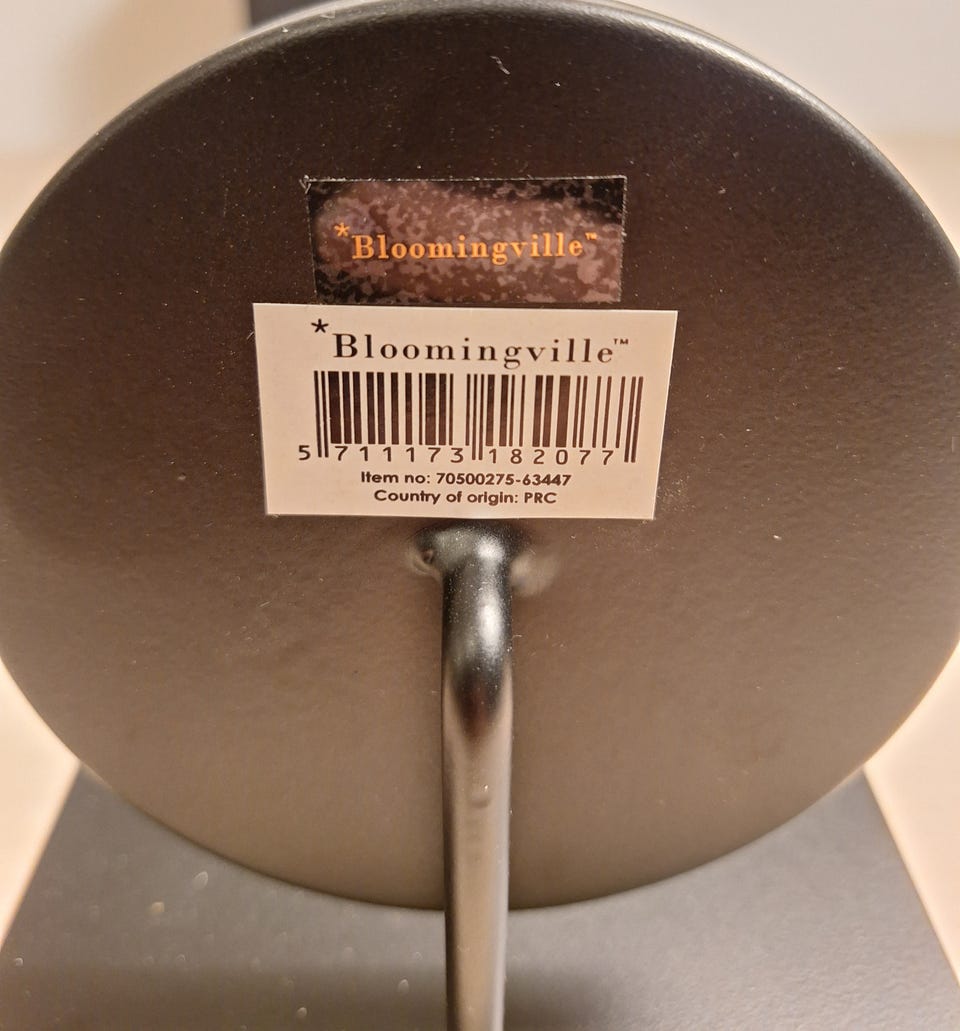 *Bloomingville™
*Bloomingville™
5 711173 182077
Item no: 70500275-63447
Country of origin: PRC